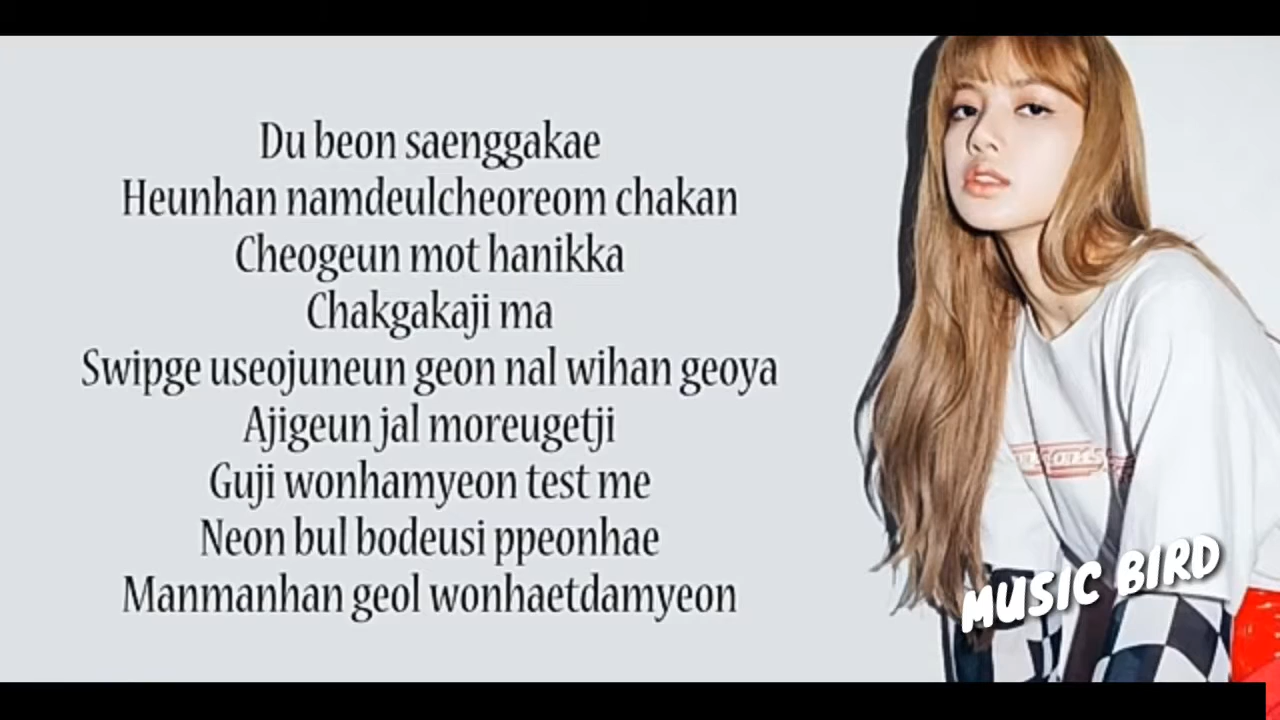 Du beon saenggakae
Heunhan namdeulcheoreom chakan
Cheogeun mot hanikka
Chakgakaji ma
Swipge useojuneun geon nal wihan geoya
Ajigeun jal moreugetji
Guji wonhamyeon test me
Neon bul bodeusi ppeonhae
Manmanhan geol wonhaetdamyeon
MUSIC BIRD